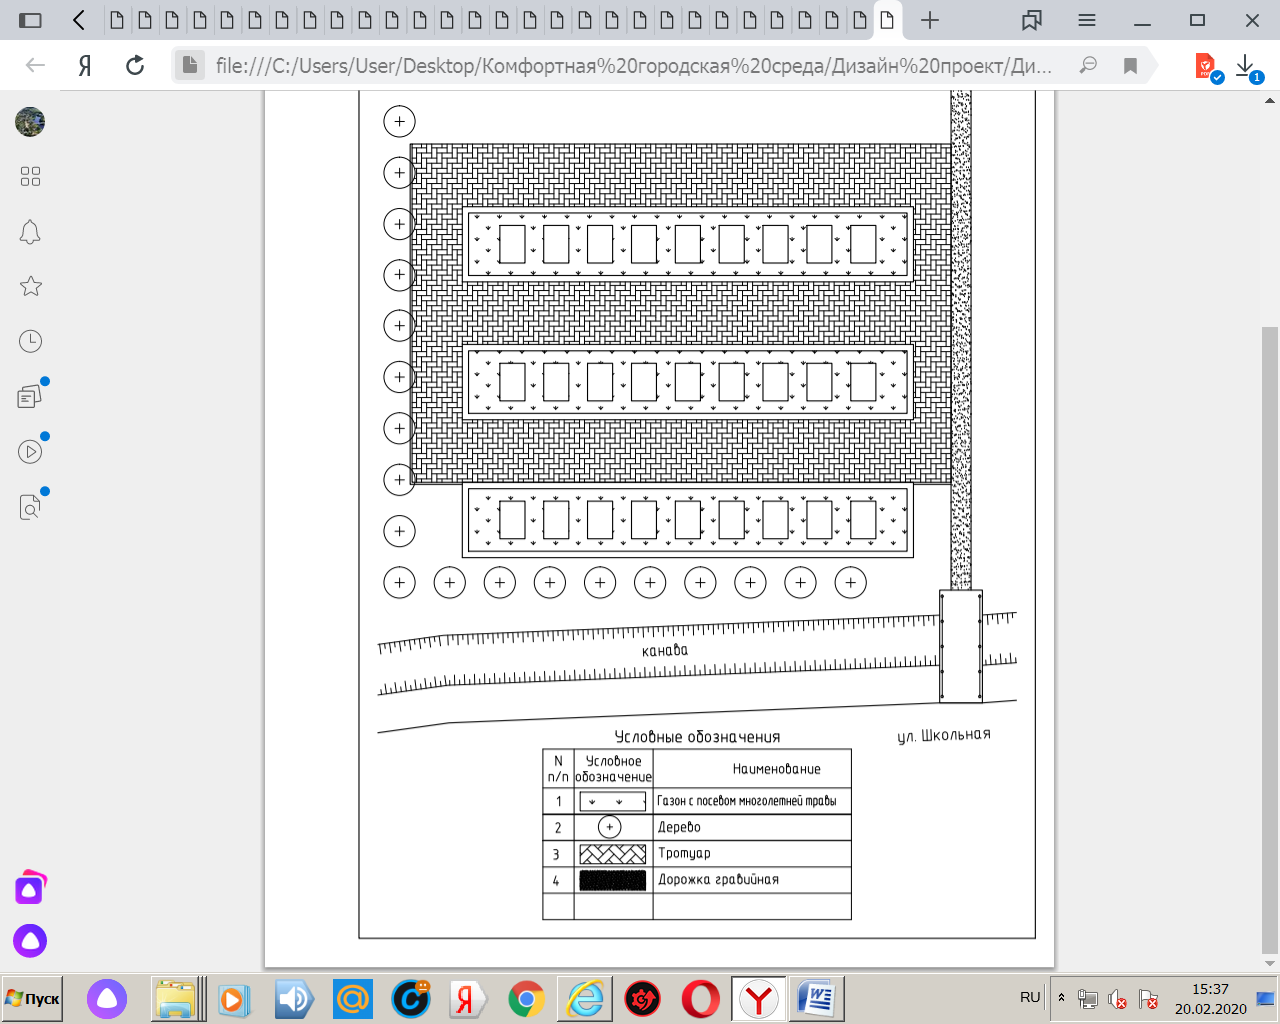 file:///C:/Users/User/Desktop/Комфортная%20городская%20среда/Дизайн%20проект/Ди...
1
канава
ул. Школьная
Условные обозначения
N п/п
Условное обозначение
Наименование
1 Газон с посевом многолетней травы
2 Дерево
3 Тротуар
4 Дорожка гравийная
Пуск
RU
15:37
20.02.2020